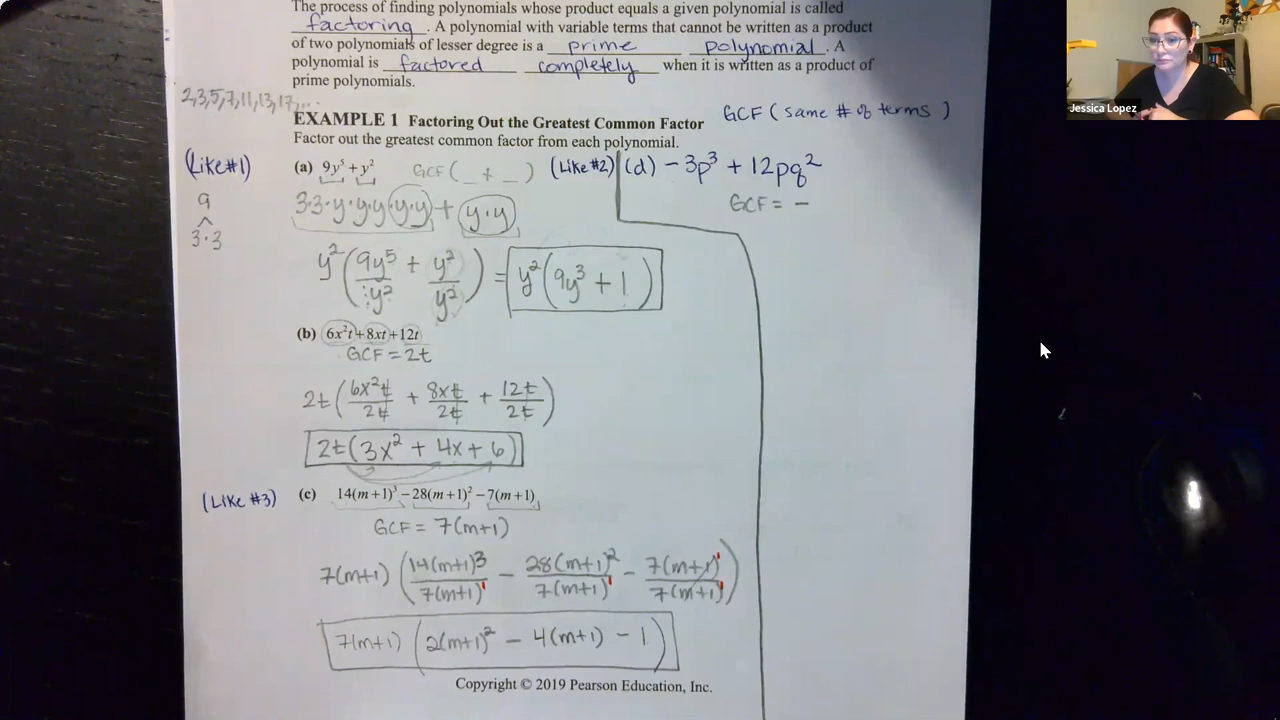 The process of finding polynomials whose product equals a given polynomial is called
factoring. A polynomial with variable terms that cannot be written as a product
of two polynomials of lesser degree is a prime polynomial. A
polynomial is factored completely when it is written as a product of
prime polynomials.
2,3,5,7,11,13,17,...
EXAMPLE 1 Factoring Out the Greatest Common Factor
GCF (same # of terms)
Factor out the greatest common factor from each polynomial.
(Like #1)
9
3·3
(a) 9y⁵ + y²
GCF( _ + _ )
3·3·y·y·y·y·y + y·y
y²(9y⁵/y² + y²/y²) = y²(9y³ + 1)
(b) 6x²t + 8xt + 12t
GCF = 2t
2t(6x²t/2t + 8xt/2t + 12t/2t)
2t(3x² + 4x + 6)
(Like #3)
(c) 14(m+1)³ − 28(m+1)² − 7(m+1)
GCF = 7(m+1)
7(m+1)(14(m+1)³/7(m+1)¹ − 28(m+1)²/7(m+1)¹ − 7(m+1)¹/7(m+1)¹)
7(m+1)(2(m+1)² − 4(m+1) − 1)
(Like #2)
(d) −3p³ + 12pq²
GCF = −
Copyright © 2019 Pearson Education, Inc.
Jessica Lopez